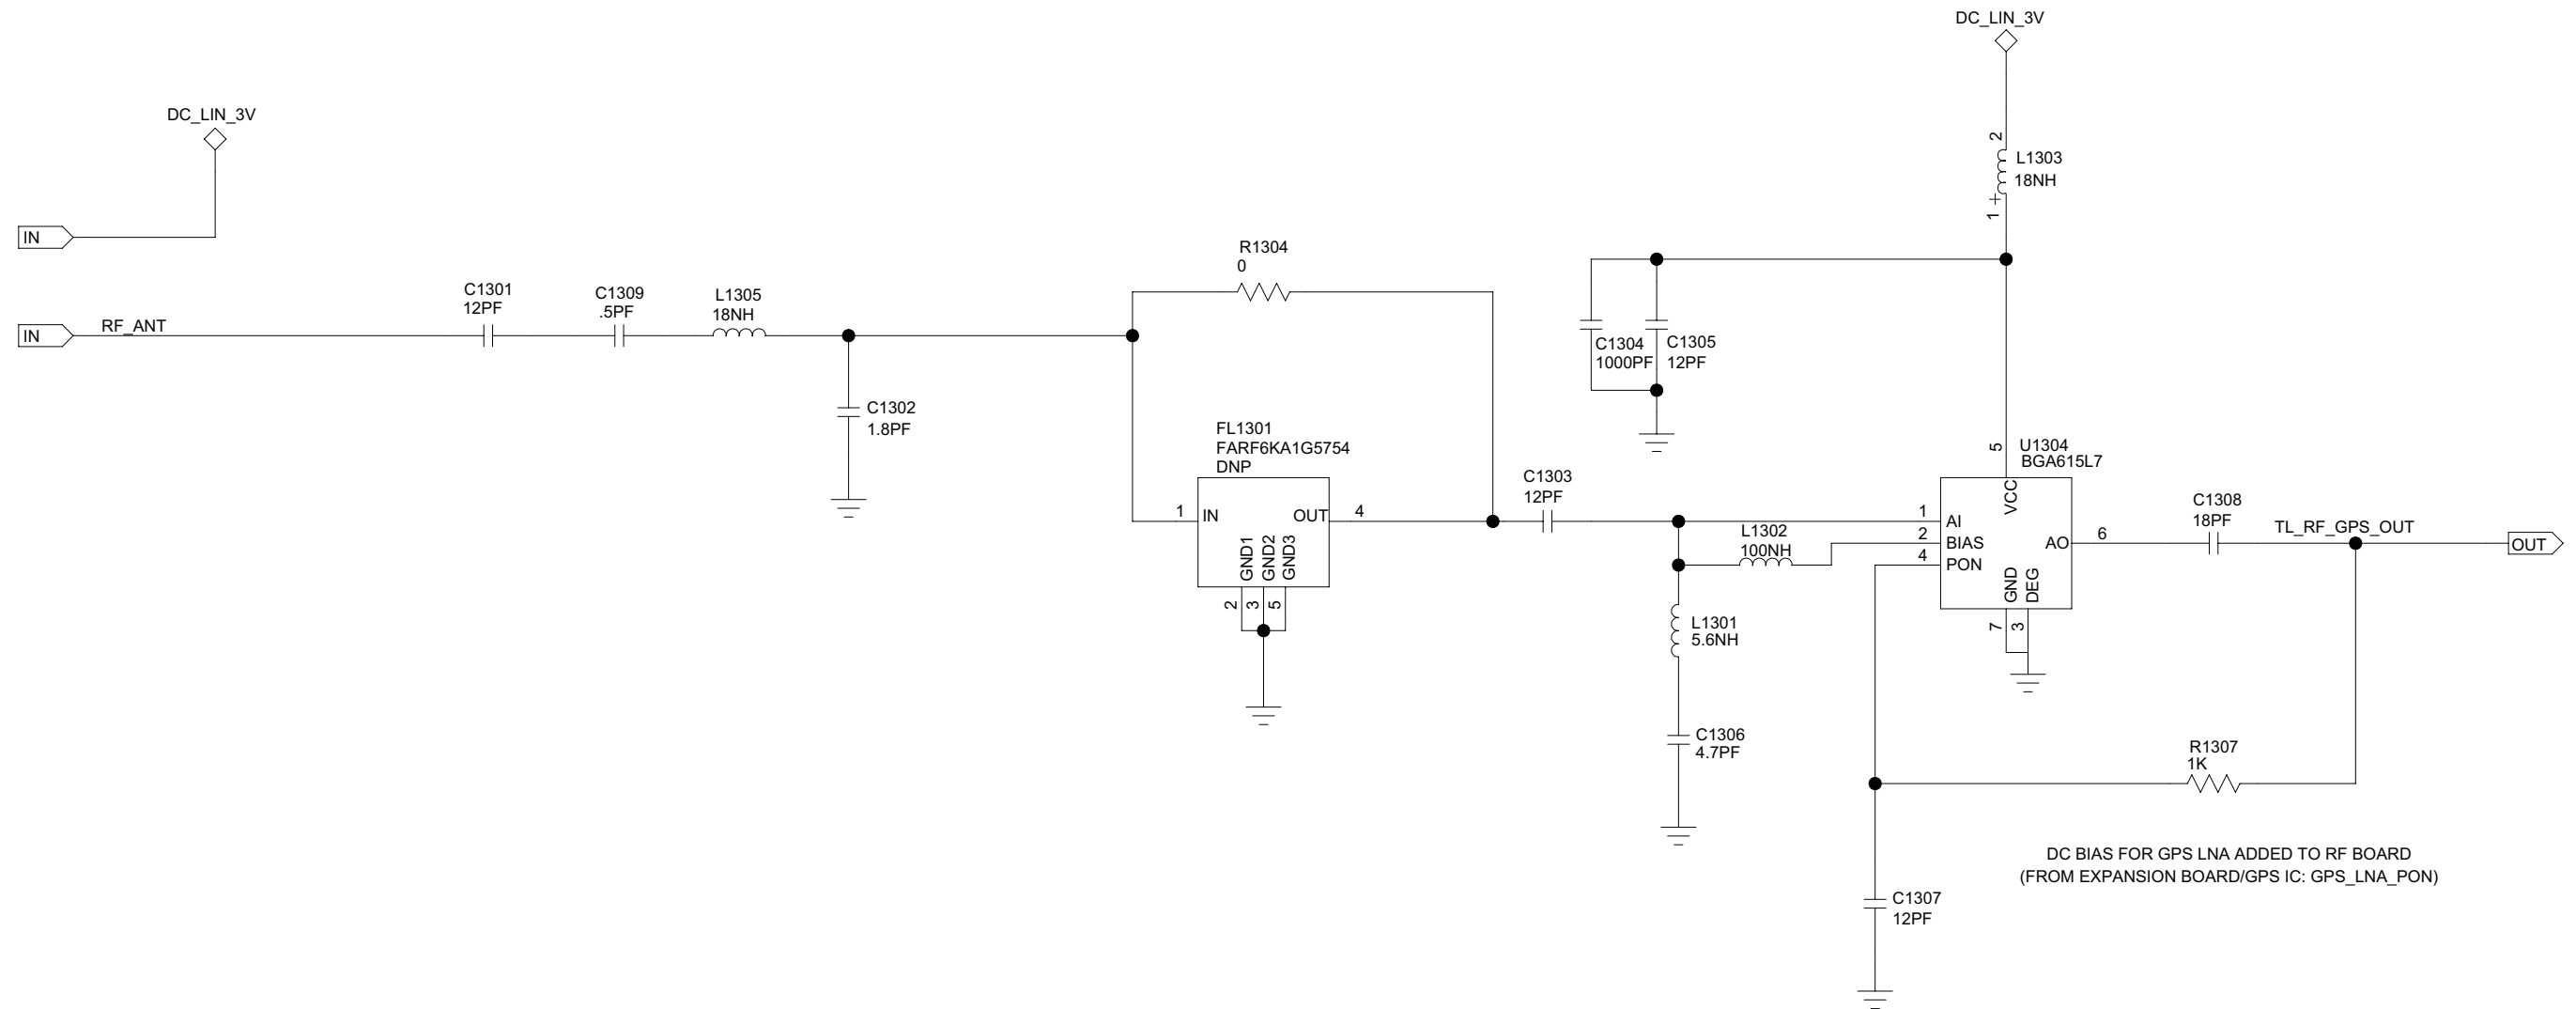 DC_LIN_3V
DC_LIN_3V
2
L1303
18NH
+
1
IN
R1304
0
C1301
12PF
C1309
.5PF
L1305
18NH
IN
RF_ANT
C1304
1000PF
C1305
12PF
C1302
1.8PF
FL1301
FARF6KA1G5754
DNP
1
IN
OUT
4
GND1
GND2
GND3
2
3
5
C1303
12PF
5
U1304
BGA615L7
VCC
1
AI
2
BIAS
4
PON
AO
6
GND
DEG
7
3
L1302
100NH
C1308
18PF
TL_RF_GPS_OUT
OUT
L1301
5.6NH
C1306
4.7PF
R1307
1K
DC BIAS FOR GPS LNA ADDED TO RF BOARD
(FROM EXPANSION BOARD/GPS IC: GPS_LNA_PON)
C1307
12PF